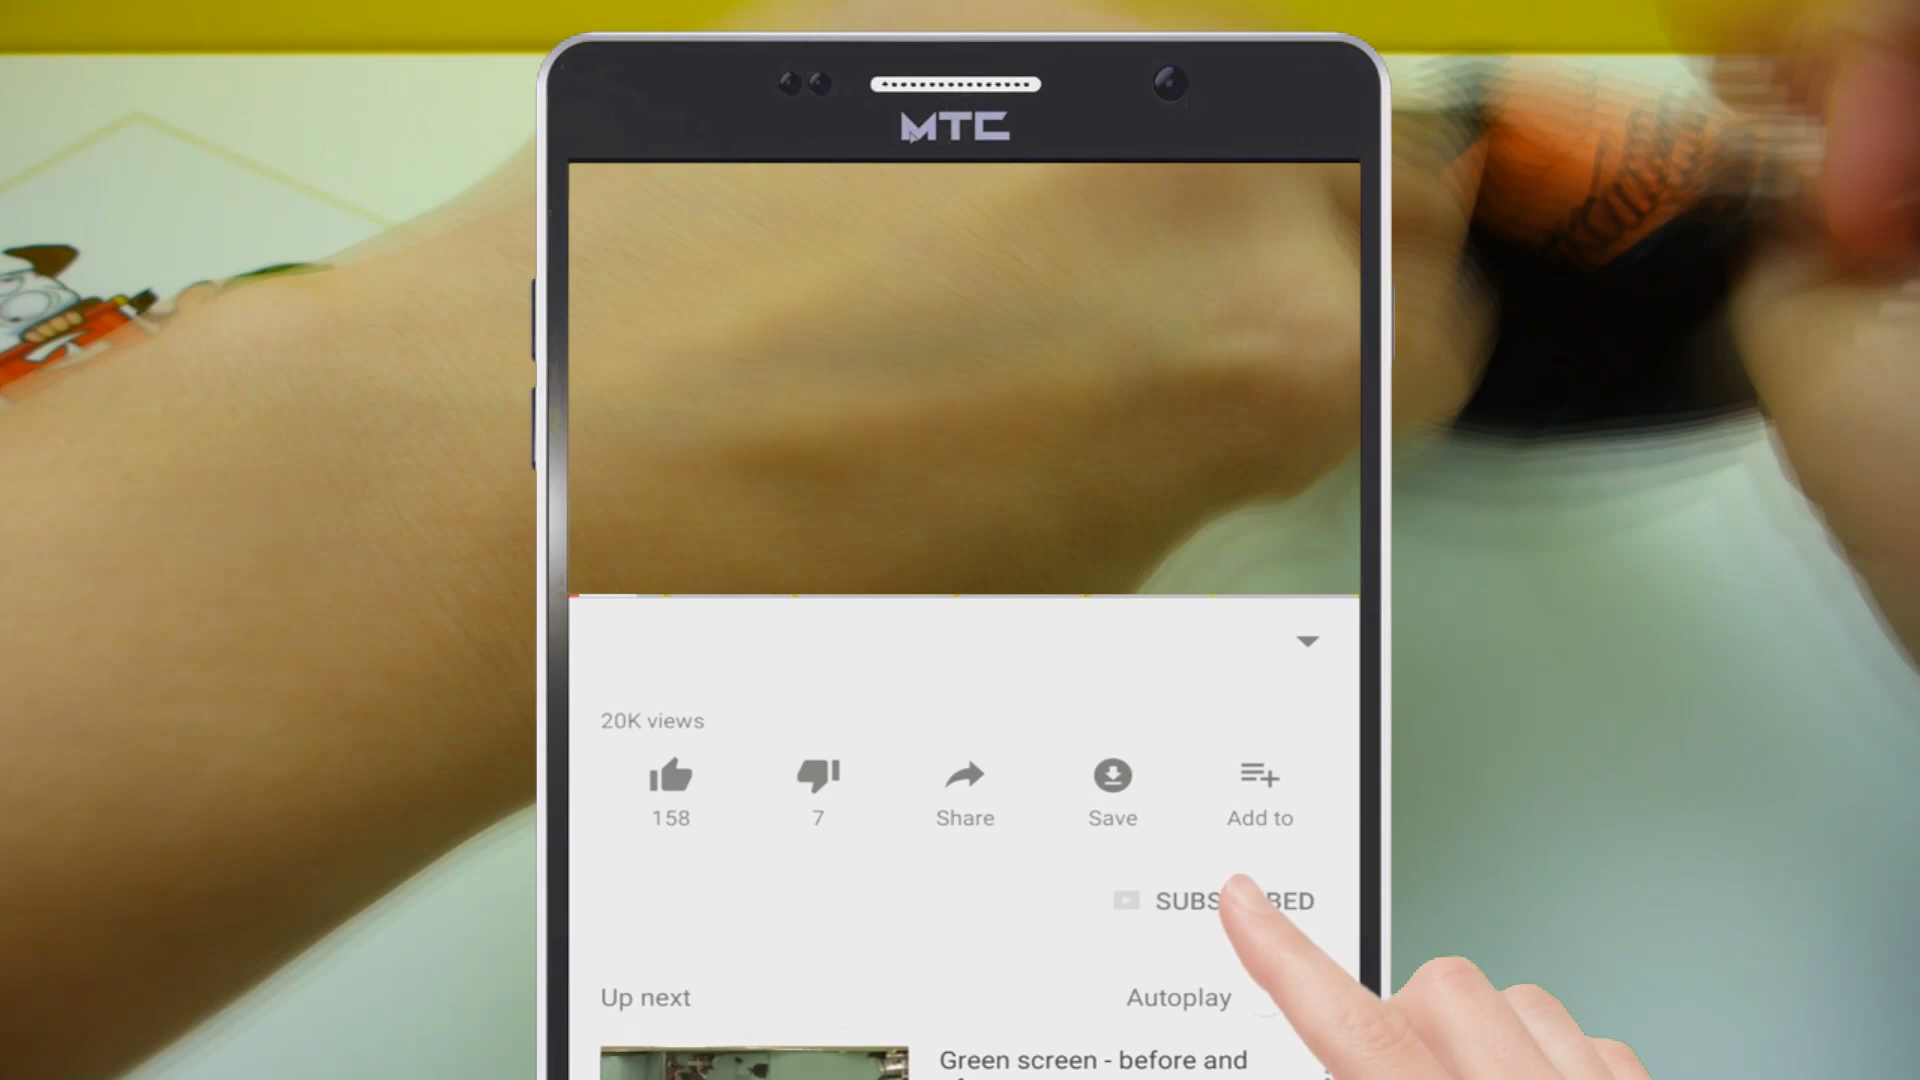 MTC
20K views
158
7
Share
Save
Add to
SUBS BED
Up next
Autoplay
Green screen - before and